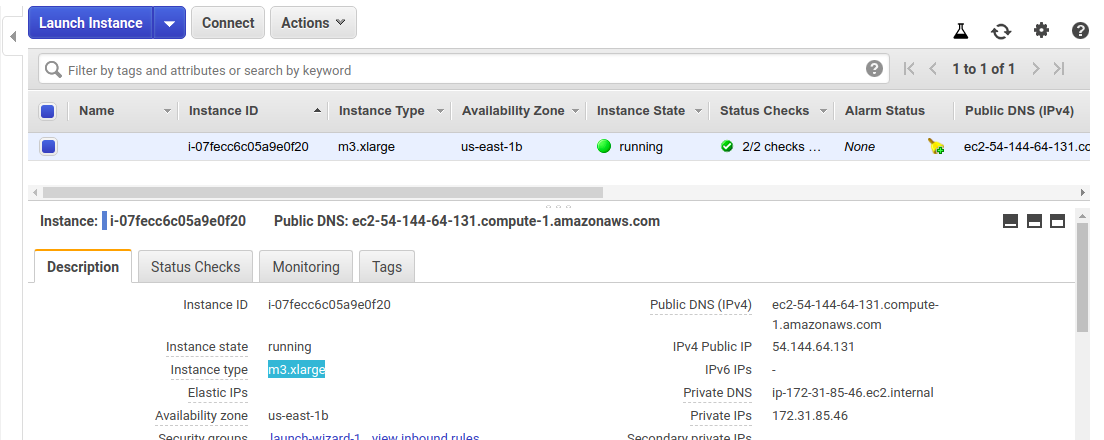 Launch Instance Connect Actions
Filter by tags and attributes or search by keyword ? 1 to 1 of 1
Name Instance ID Instance Type Availability Zone Instance State Status Checks Alarm Status Public DNS (IPv4)
i-07fecc6c05a9e0f20 m3.xlarge us-east-1b running 2/2 checks ... None ec2-54-144-64-131.cc
Instance: i-07fecc6c05a9e0f20 Public DNS: ec2-54-144-64-131.compute-1.amazonaws.com
Description Status Checks Monitoring Tags
Instance ID i-07fecc6c05a9e0f20 Public DNS (IPv4) ec2-54-144-64-131.compute-
1.amazonaws.com
Instance state running IPv4 Public IP 54.144.64.131
Instance type m3.xlarge IPv6 IPs -
Elastic IPs Private DNS ip-172-31-85-46.ec2.internal
Availability zone us-east-1b Private IPs 172.31.85.46
Security groups launch-wizard-1 view inbound rules Secondary private IPs